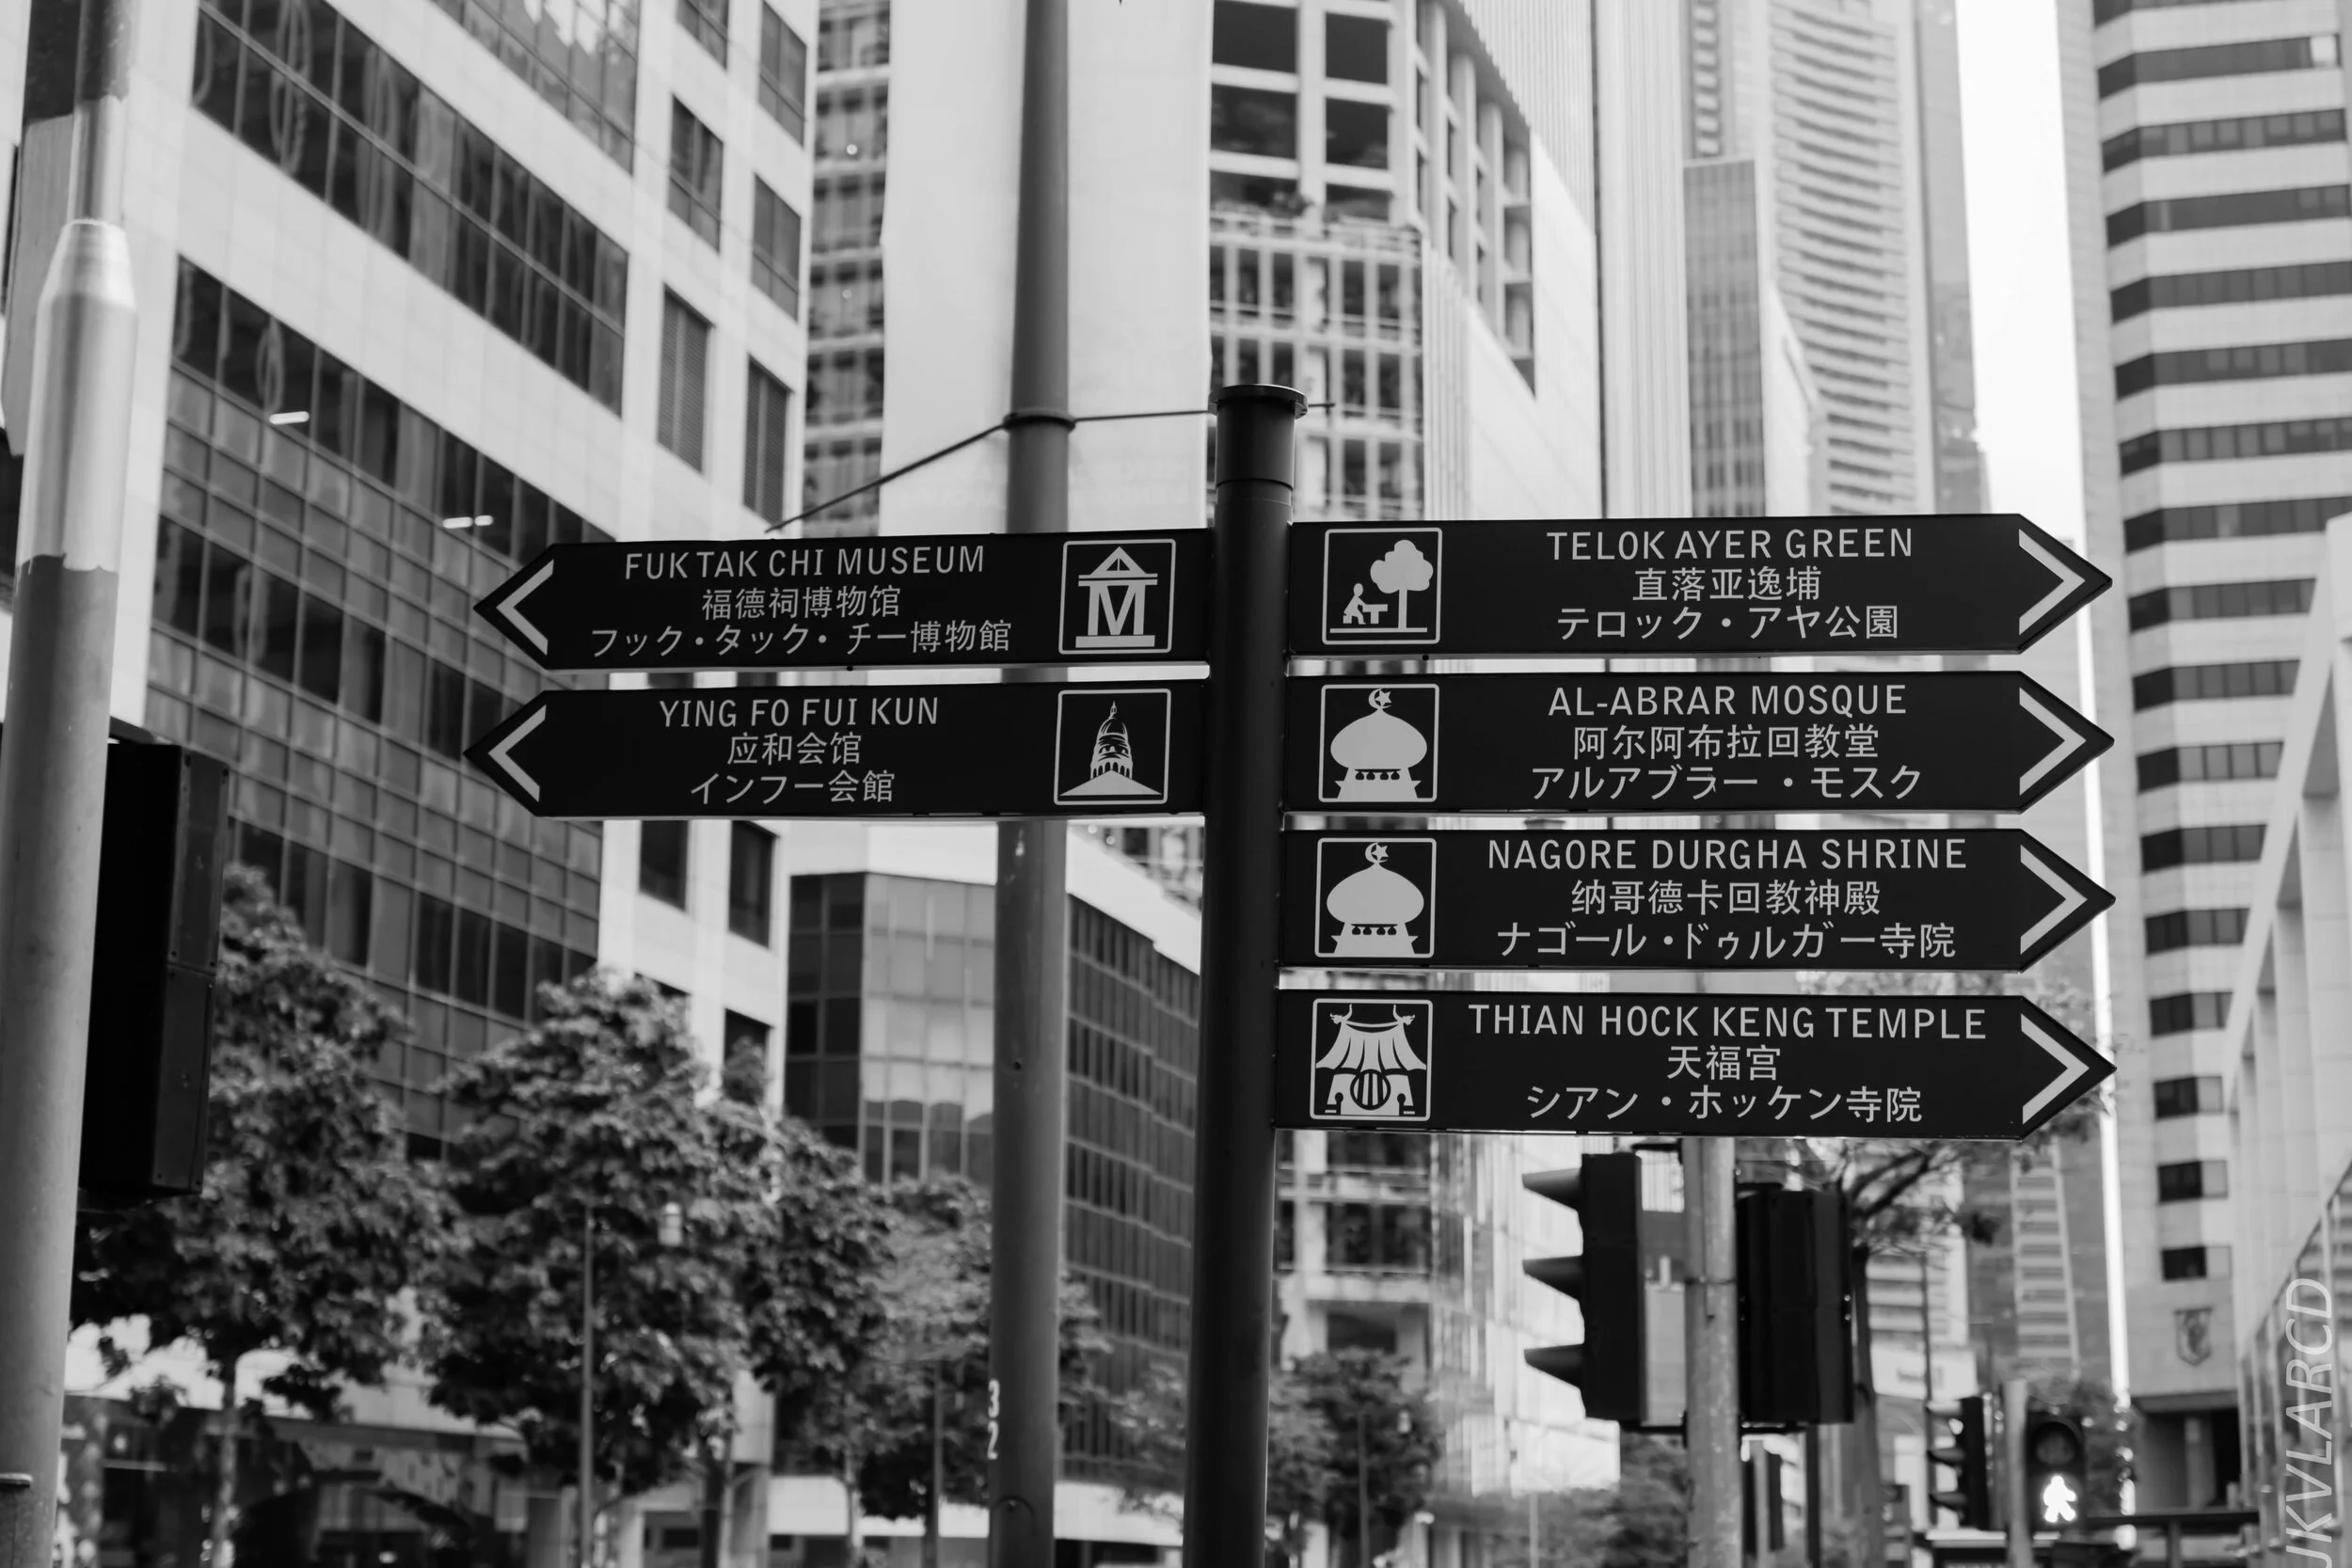 FUK TAK CHI MUSEUM
福德祠博物馆
フック・タック・チー博物館
YING FO FUI KUN
应和会馆
インフー会館
TELOK AYER GREEN
直落亚逸埔
テロック・アヤ公園
AL-ABRAR MOSQUE
阿尔阿布拉回教堂
アルアブラー・モスク
NAGORE DURGHA SHRINE
纳哥德卡回教神殿
ナゴール・ドゥルガー寺院
THIAN HOCK KENG TEMPLE
天福宫
シアン・ホッケン寺院
32
JKVLARCD